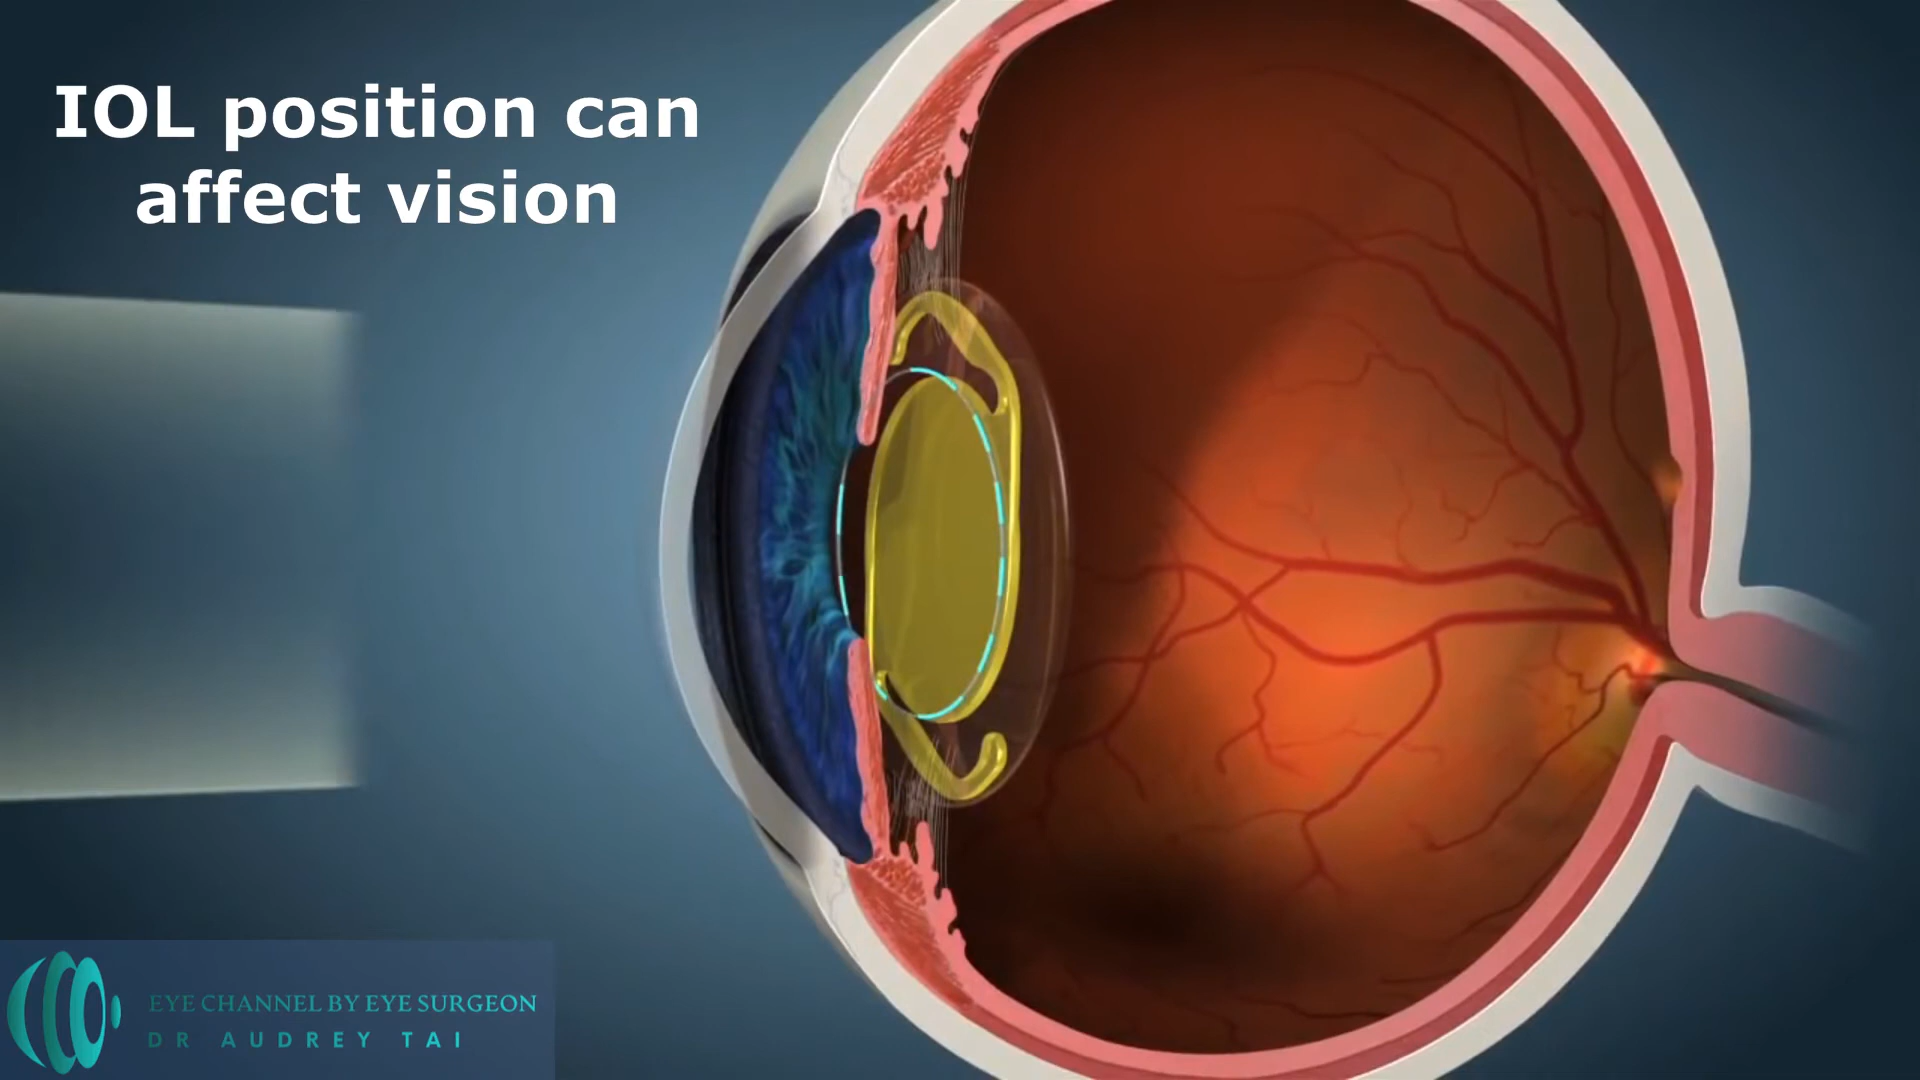 IOL position can
affect vision
EYE CHANNEL BY EYE SURGEON
DR AUDREY TAI